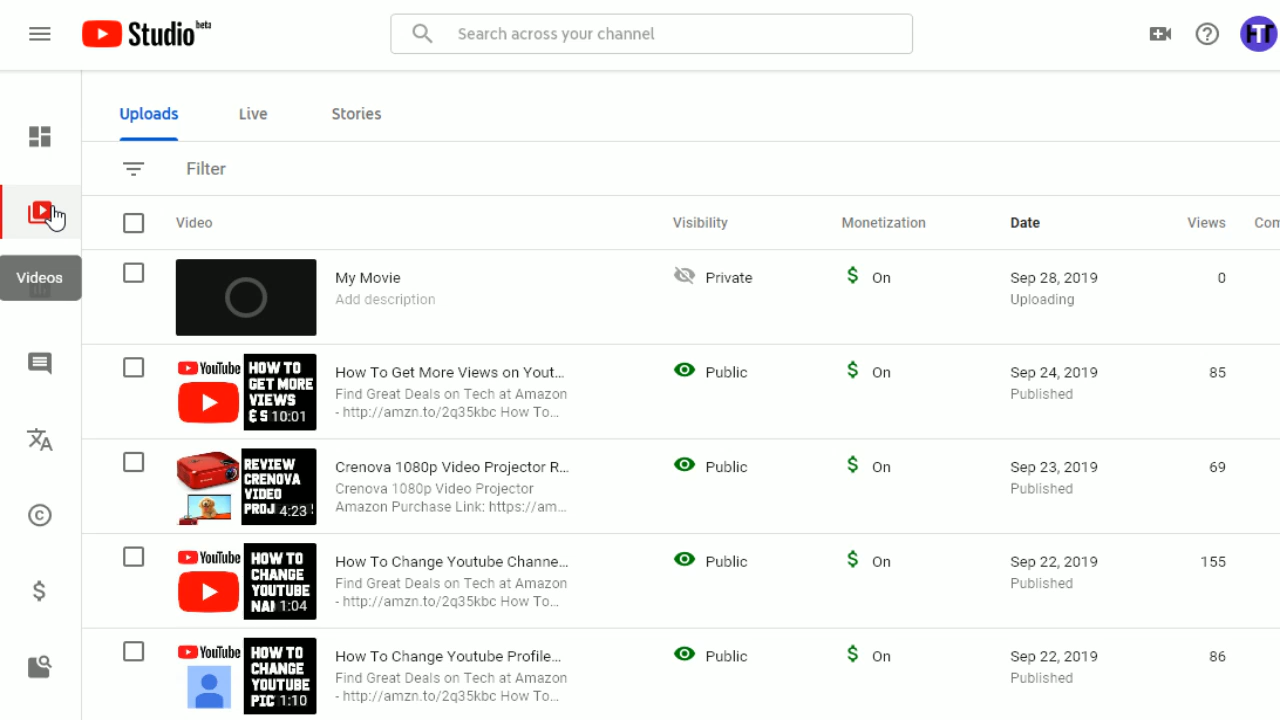 Studio beta
Search across your channel
HT
Uploads
Live
Stories
Filter
Video
Visibility
Monetization
Date
Views
Com
Videos
My Movie
Add description
Private
$
On
Sep 28, 2019
Uploading
0
YouTube
HOW TO
GET MORE
VIEWS
10:01
How To Get More Views on Yout...
Find Great Deals on Tech at Amazon
- http://amzn.to/2q35kbc How To...
Public
$
On
Sep 24, 2019
Published
85
REVIEW
CRENOVA
VIDEO
PROJ
4:23
Crenova 1080p Video Projector R...
Crenova 1080p Video Projector
Amazon Purchase Link: https://am...
Public
$
On
Sep 23, 2019
Published
69
YouTube
HOW TO
CHANGE
YOUTUBE
NA
1:04
How To Change Youtube Channe...
Find Great Deals on Tech at Amazon
- http://amzn.to/2q35kbc How To...
Public
$
On
Sep 22, 2019
Published
155
YouTube
HOW TO
CHANGE
YOUTUBE
PIC
1:10
How To Change Youtube Profile...
Find Great Deals on Tech at Amazon
- http://amzn.to/2q35kbc How To...
Public
$
On
Sep 22, 2019
Published
86